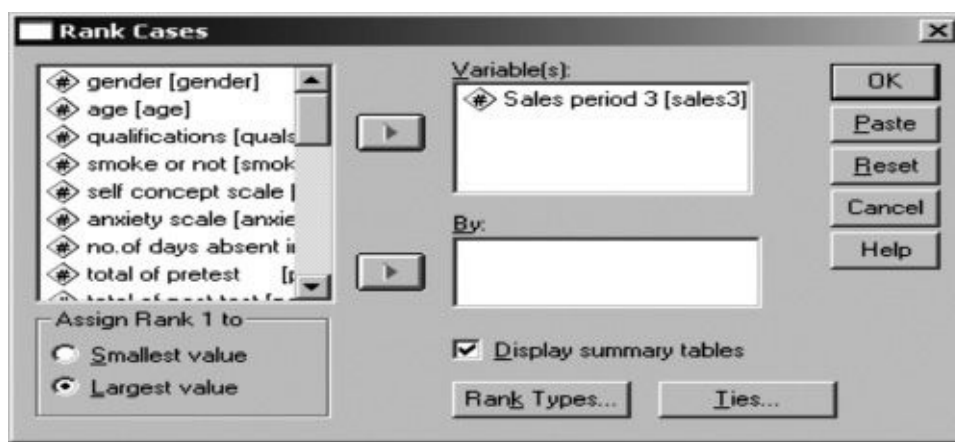 Rank Cases
gender [gender]
age [age]
qualifications [quals
smoke or not [smok
self concept scale [
anxiety scale [anxie
no.of days absent in
total of pretest [p
Assign Rank 1 to
Smallest value
Largest value
Variable(s):
Sales period 3 [sales3]
By:
Display summary tables
Rank Types...
Ties...
OK
Paste
Reset
Cancel
Help